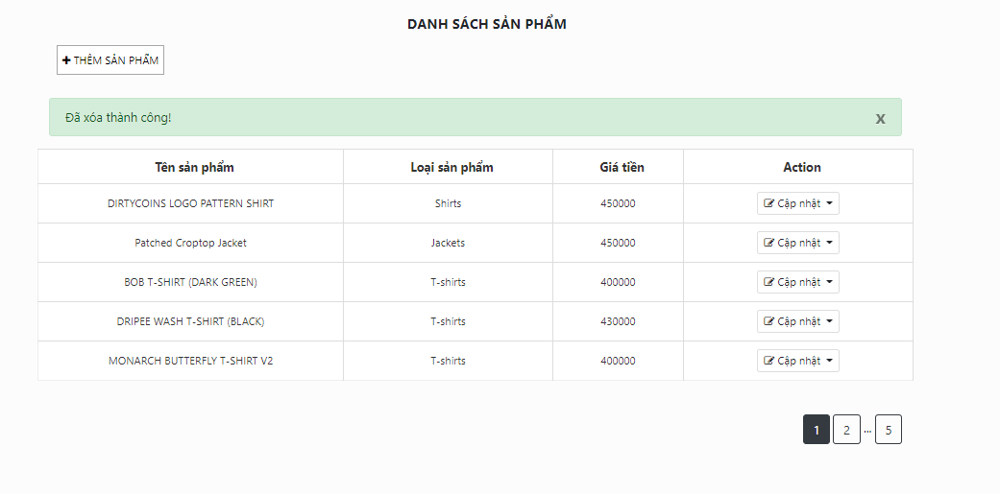 DANH SÁCH SẢN PHẨM
THÊM SẢN PHẨM
Đã xóa thành công!
x
Tên sản phẩm Loại sản phẩm Giá tiền Action
DIRTYCOINS LOGO PATTERN SHIRT Shirts 450000 Cập nhật
Patched Croptop Jacket Jackets 450000 Cập nhật
BOB T-SHIRT (DARK GREEN) T-shirts 400000 Cập nhật
DRIPEE WASH T-SHIRT (BLACK) T-shirts 430000 Cập nhật
MONARCH BUTTERFLY T-SHIRT V2 T-shirts 400000 Cập nhật
1 2 ... 5